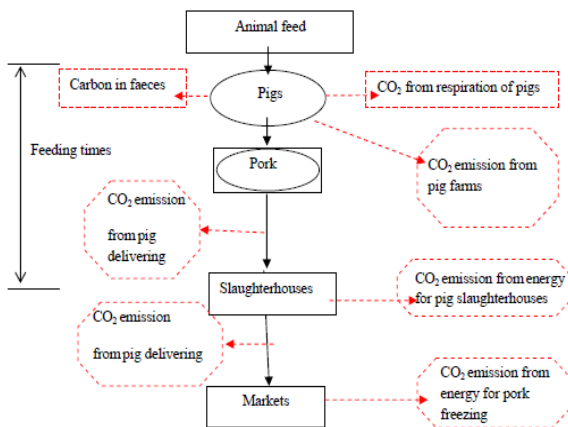 Animal feed
Carbon in faeces
Pigs
CO₂ from respiration of pigs
Feeding times
Pork
CO₂ emission from
pig farms
CO₂ emission
from pig
delivering
Slaughterhouses
CO₂ emission from energy
for pig slaughterhouses
CO₂ emission
from pig delivering
Markets
CO₂ emission from
energy for pork
freezing